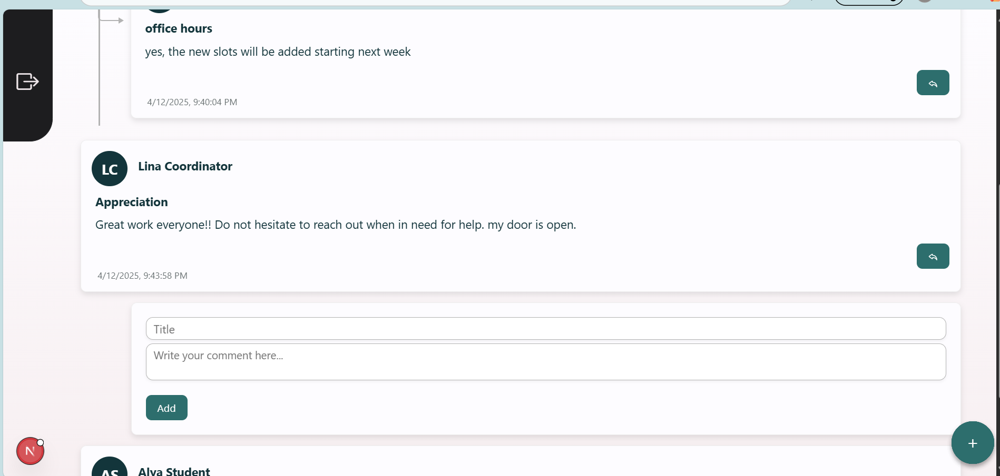 office hours
yes, the new slots will be added starting next week
4/12/2025, 9:40:04 PM
LC
Lina Coordinator
Appreciation
Great work everyone!! Do not hesitate to reach out when in need for help. my door is open.
4/12/2025, 9:43:58 PM
Title
Write your comment here...
Add
N
+
AS
Alva Student